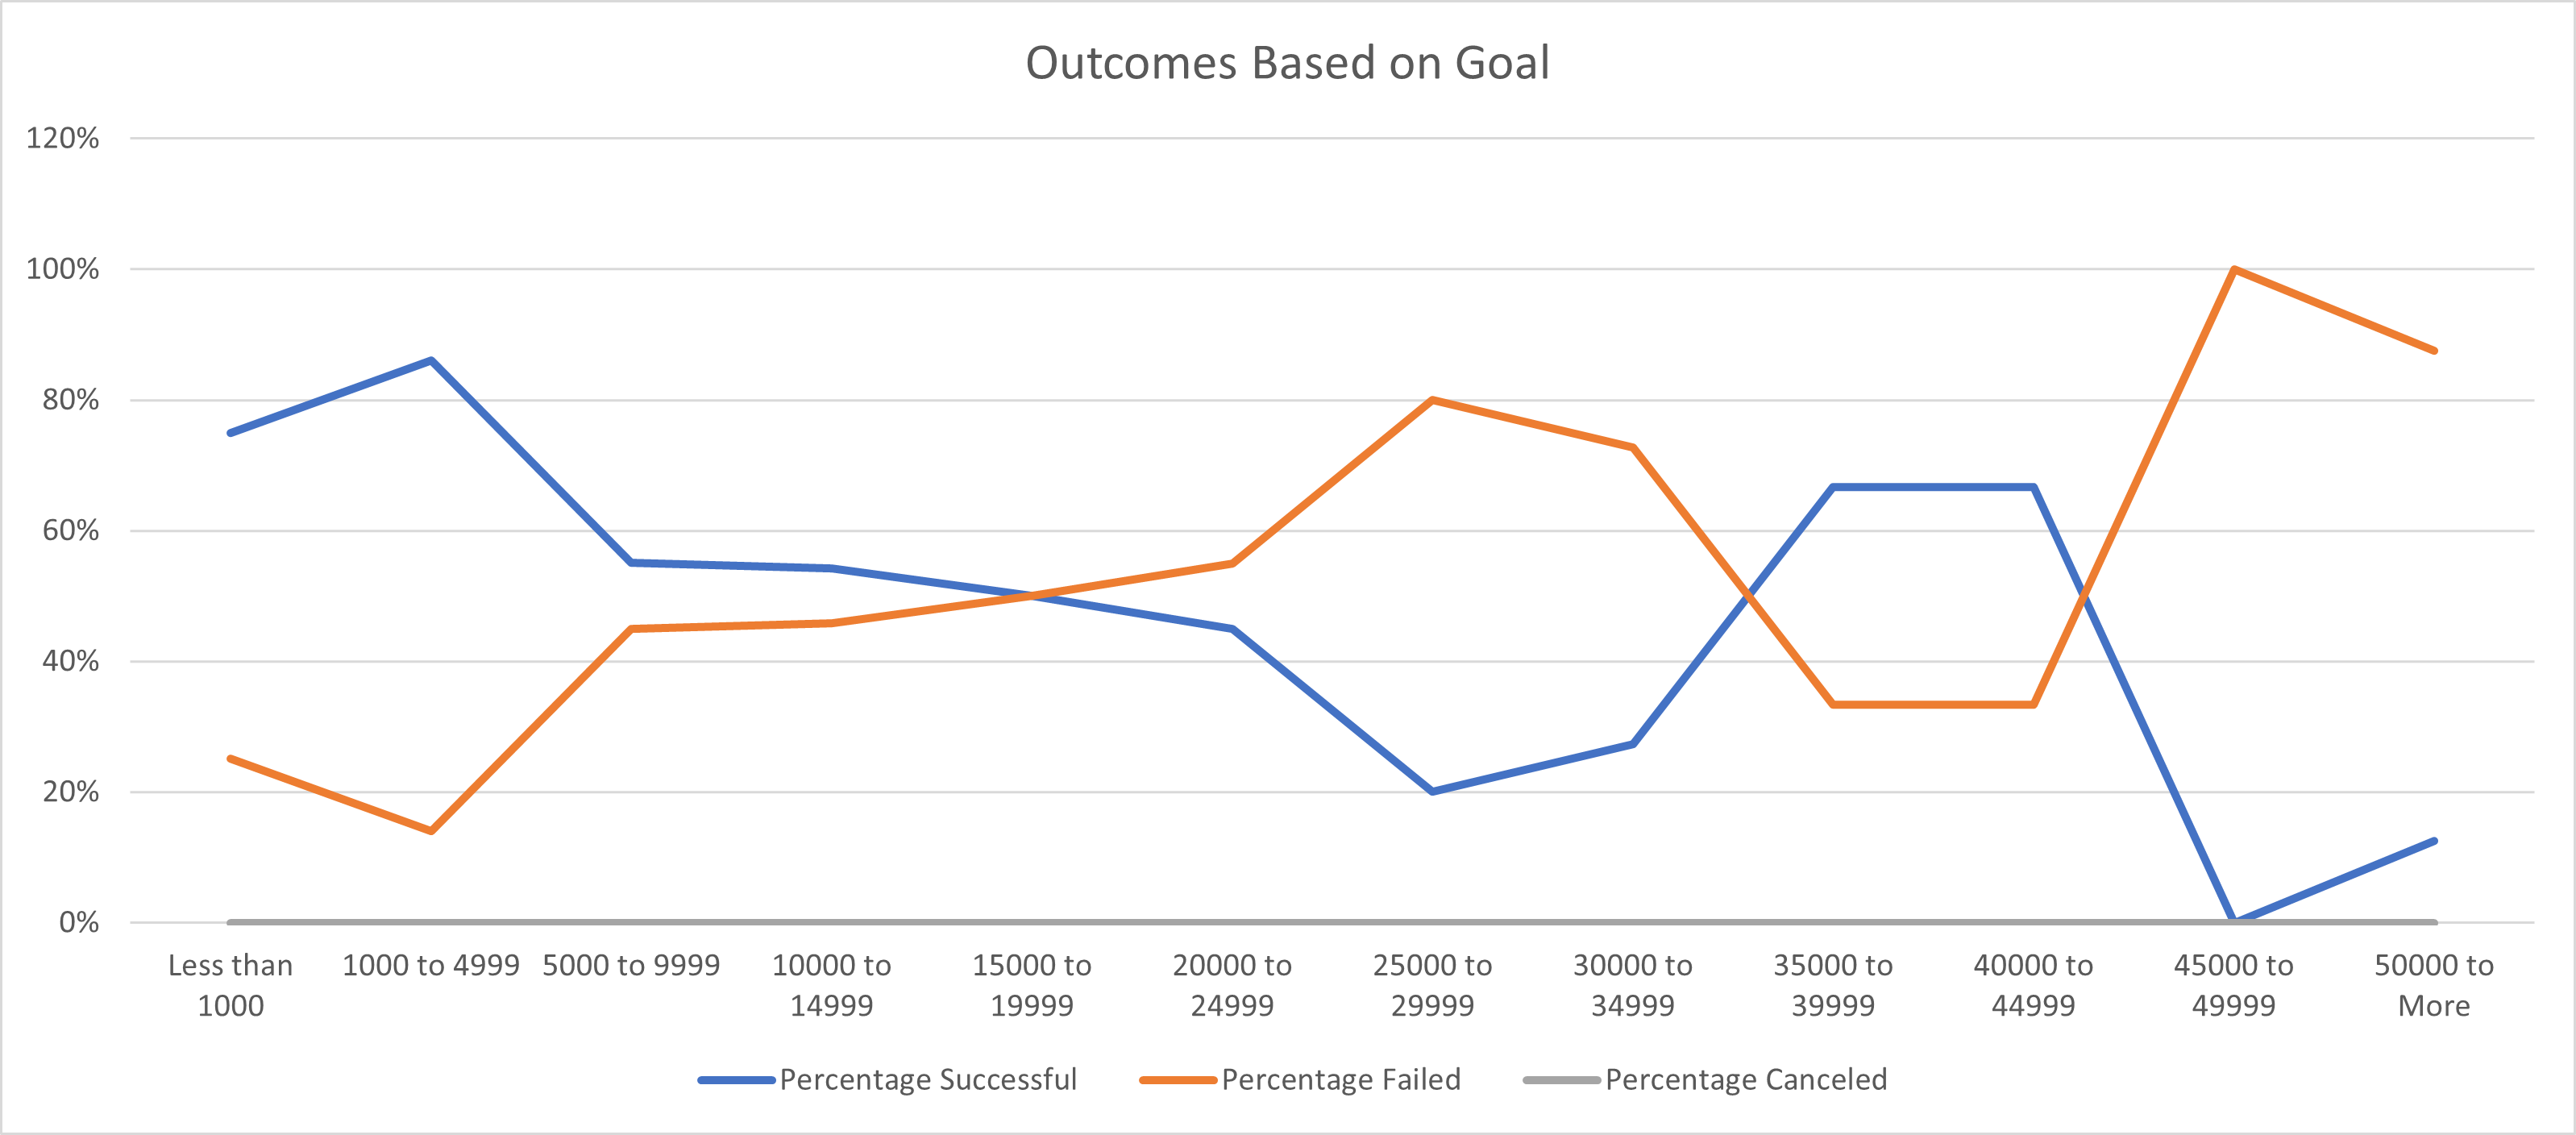 Outcomes Based on Goal
120%
100%
80%
60%
40%
20%
0%
Less than
1000
1000 to 4999
5000 to 9999
10000 to
14999
15000 to
19999
20000 to
24999
25000 to
29999
30000 to
34999
35000 to
39999
40000 to
44999
45000 to
49999
50000 to
More
Percentage Successful
Percentage Failed
Percentage Canceled